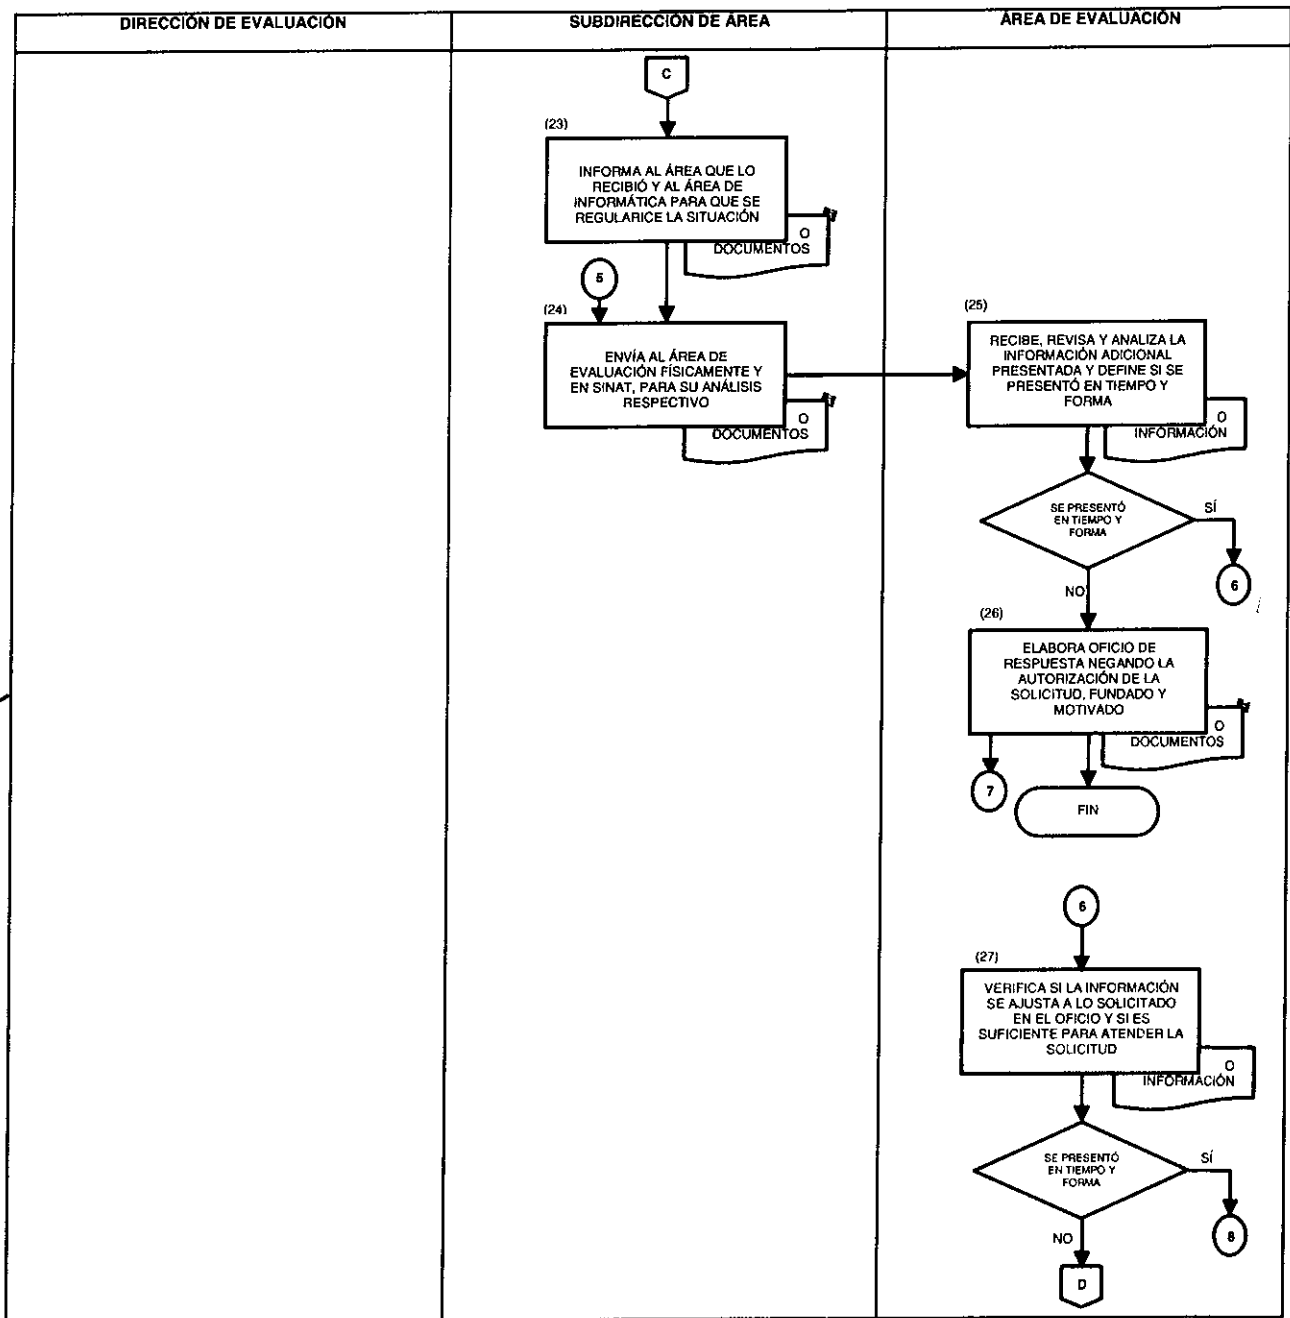 DIRECCIÓN DE EVALUACIÓN
SUBDIRECCIÓN DE ÁREA
ÁREA DE EVALUACIÓN
C
(23)
INFORMA AL ÁREA QUE LO
RECIBIÓ Y AL ÁREA DE
INFORMÁTICA PARA QUE SE
REGULARICE LA SITUACIÓN
O
DOCUMENTOS
5
(24)
ENVÍA AL ÁREA DE
EVALUACIÓN FÍSICAMENTE Y
EN SINAT, PARA SU ANÁLISIS
RESPECTIVO
O
DOCUMENTOS
(25)
RECIBE, REVISA Y ANALIZA LA
INFORMACIÓN ADICIONAL
PRESENTADA Y DEFINE SI SE
PRESENTÓ EN TIEMPO Y
FORMA
O
INFORMACIÓN
SE PRESENTÓ
EN TIEMPO Y
FORMA
SÍ
6
NO
(26)
ELABORA OFICIO DE
RESPUESTA NEGANDO LA
AUTORIZACIÓN DE LA
SOLICITUD, FUNDADO Y
MOTIVADO
O
DOCUMENTOS
7
FIN
6
(27)
VERIFICA SI LA INFORMACIÓN
SE AJUSTA A LO SOLICITADO
EN EL OFICIO Y SI ES
SUFICIENTE PARA ATENDER LA
SOLICITUD
O
INFORMACIÓN
SE PRESENTÓ
EN TIEMPO Y
FORMA
SÍ
8
NO
D